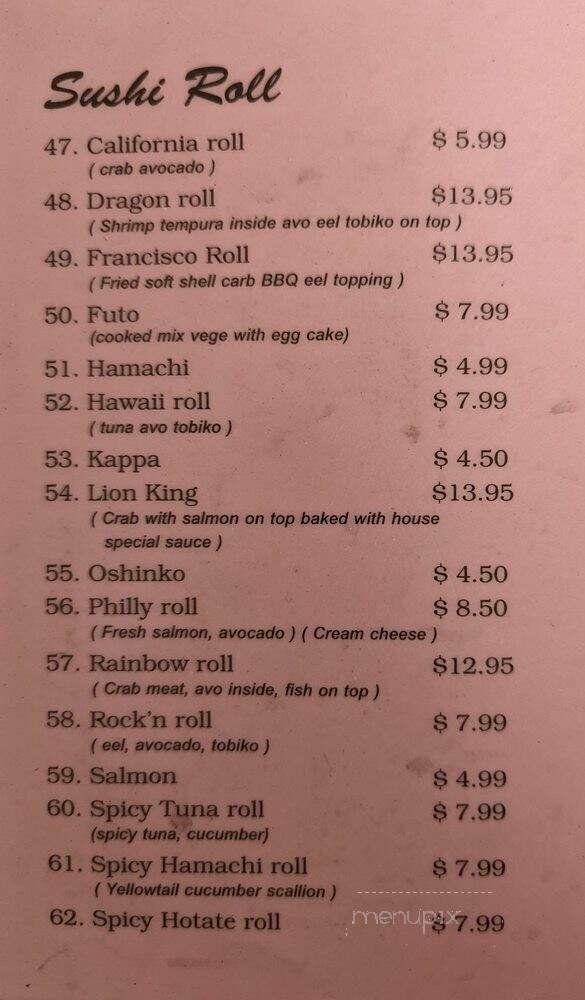 Sushi Roll
47. California roll $ 5.99
( crab avocado )
48. Dragon roll $13.95
( Shrimp tempura inside avo eel tobiko on top )
49. Francisco Roll $13.95
( Fried soft shell carb BBQ eel topping )
50. Futo $ 7.99
(cooked mix vege with egg cake)
51. Hamachi $ 4.99
52. Hawaii roll $ 7.99
( tuna avo tobiko )
53. Kappa $ 4.50
54. Lion King $13.95
( Crab with salmon on top baked with house
special sauce )
55. Oshinko $ 4.50
56. Philly roll $ 8.50
( Fresh salmon, avocado ) ( Cream cheese )
57. Rainbow roll $12.95
( Crab meat, avo inside, fish on top )
58. Rock'n roll $ 7.99
( eel, avocado, tobiko )
59. Salmon $ 4.99
60. Spicy Tuna roll $ 7.99
(spicy tuna, cucumber)
61. Spicy Hamachi roll $ 7.99
( Yellowtail cucumber scallion )
62. Spicy Hotate roll $ 7.99
menupix